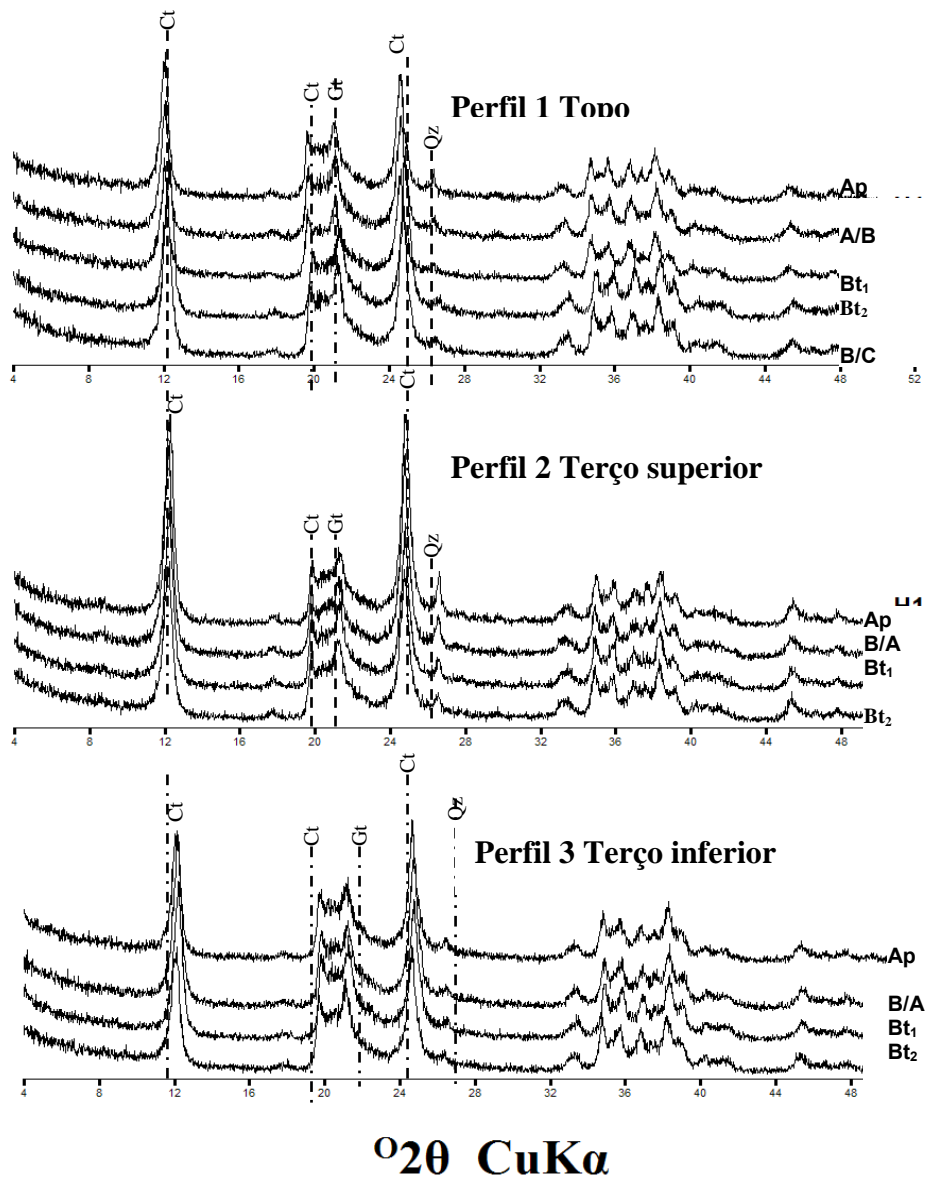 Ct
Ct
Gt
Ct
Qz
Perfil 1 Topo
Ap
A/B
Bt₁
Bt₂
B/C
4 8 12 16 20 24 28 32 36 40 44 48 52
Ct
Ct
Gt
Ct
Qz
Perfil 2 Terço superior
Ap
B/A
Bt₁
Bt₂
4 8 12 16 20 24 28 32 36 40 44 48
Ct
Ct
Gt
Ct
Qz
Perfil 3 Terço inferior
Ap
B/A
Bt₁
Bt₂
4 8 12 16 20 24 28 32 36 40 44 48
º2θ CuKα